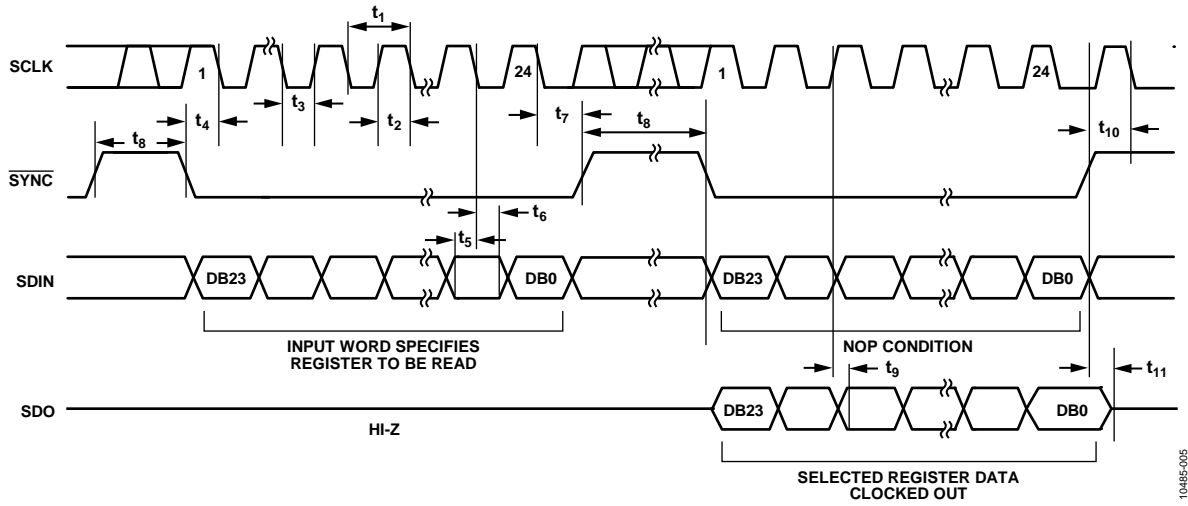 t1
SCLK
1
24
1
24
t4
t3
t2
t7
t8
t10
t8
SYNC
t6
t5
SDIN
DB23
DB0
DB23
DB0
INPUT WORD SPECIFIES
REGISTER TO BE READ
NOP CONDITION
t9
t11
SDO
DB23
DB0
HI-Z
SELECTED REGISTER DATA
CLOCKED OUT
10485-005